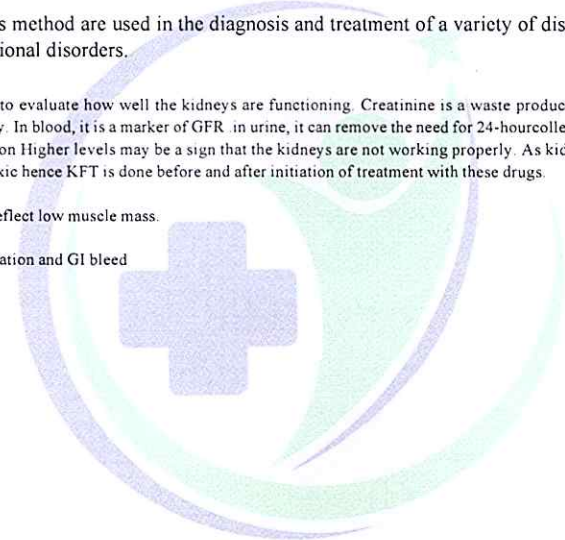 s method are used in the diagnosis and treatment of a variety of dis
ional disorders.
to evaluate how well the kidneys are functioning. Creatinine is a waste produc
y. In blood, it is a marker of GFR .in urine, it can remove the need for 24-hourcolle
on Higher levels may be a sign that the kidneys are not working properly. As kid
xic hence KFT is done before and after initiation of treatment with these drugs.
eflect low muscle mass.
ation and GI bleed